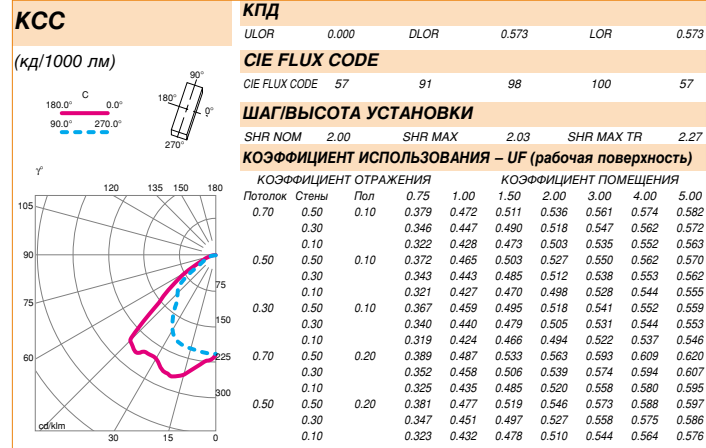 КСС
(кд/1000 лм)
C
180.0° 0.0°
90.0° 270.0°
90°
180°
0°
270°
γ°
120 135 150 180
105
90
75
60
75
150
225
300
cd/klm
30 15 0
КПД
ULOR 0.000 DLOR 0.573 LOR 0.573
CIE FLUX CODE
CIE FLUX CODE 57 91 98 100 57
ШАГ/ВЫСОТА УСТАНОВКИ
SHR NOM 2.00 SHR MAX 2.03 SHR MAX TR 2.27
КОЭФФИЦИЕНТ ИСПОЛЬЗОВАНИЯ – UF (рабочая поверхность)
КОЭФФИЦИЕНТ ОТРАЖЕНИЯ КОЭФФИЦИЕНТ ПОМЕЩЕНИЯ
Потолок Стены Пол 0.75 1.00 1.50 2.00 3.00 4.00 5.00
0.70 0.50 0.10 0.379 0.472 0.511 0.536 0.561 0.574 0.582
0.30 0.346 0.447 0.490 0.518 0.547 0.562 0.572
0.10 0.322 0.428 0.473 0.503 0.535 0.552 0.563
0.50 0.50 0.10 0.372 0.465 0.503 0.527 0.550 0.562 0.570
0.30 0.343 0.443 0.485 0.512 0.538 0.553 0.562
0.10 0.321 0.427 0.470 0.498 0.528 0.544 0.555
0.30 0.50 0.10 0.367 0.459 0.495 0.518 0.541 0.552 0.559
0.30 0.340 0.440 0.479 0.505 0.531 0.544 0.553
0.10 0.319 0.424 0.466 0.494 0.522 0.537 0.546
0.70 0.50 0.20 0.389 0.487 0.533 0.563 0.593 0.609 0.620
0.30 0.352 0.458 0.506 0.539 0.574 0.594 0.607
0.10 0.325 0.435 0.485 0.520 0.558 0.580 0.595
0.50 0.50 0.20 0.381 0.477 0.519 0.546 0.573 0.588 0.597
0.30 0.347 0.451 0.497 0.527 0.558 0.575 0.586
0.10 0.323 0.432 0.478 0.510 0.544 0.564 0.576